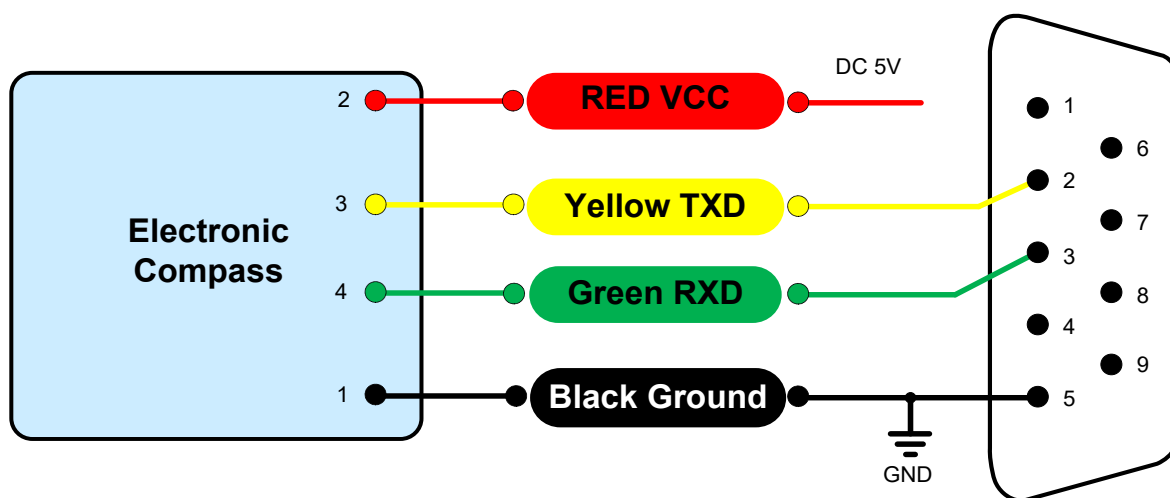 DC 5V
2
RED VCC
1
6
3
Yellow TXD
2
7
Electronic
Compass
4
Green RXD
3
8
4
9
1
Black Ground
5
GND